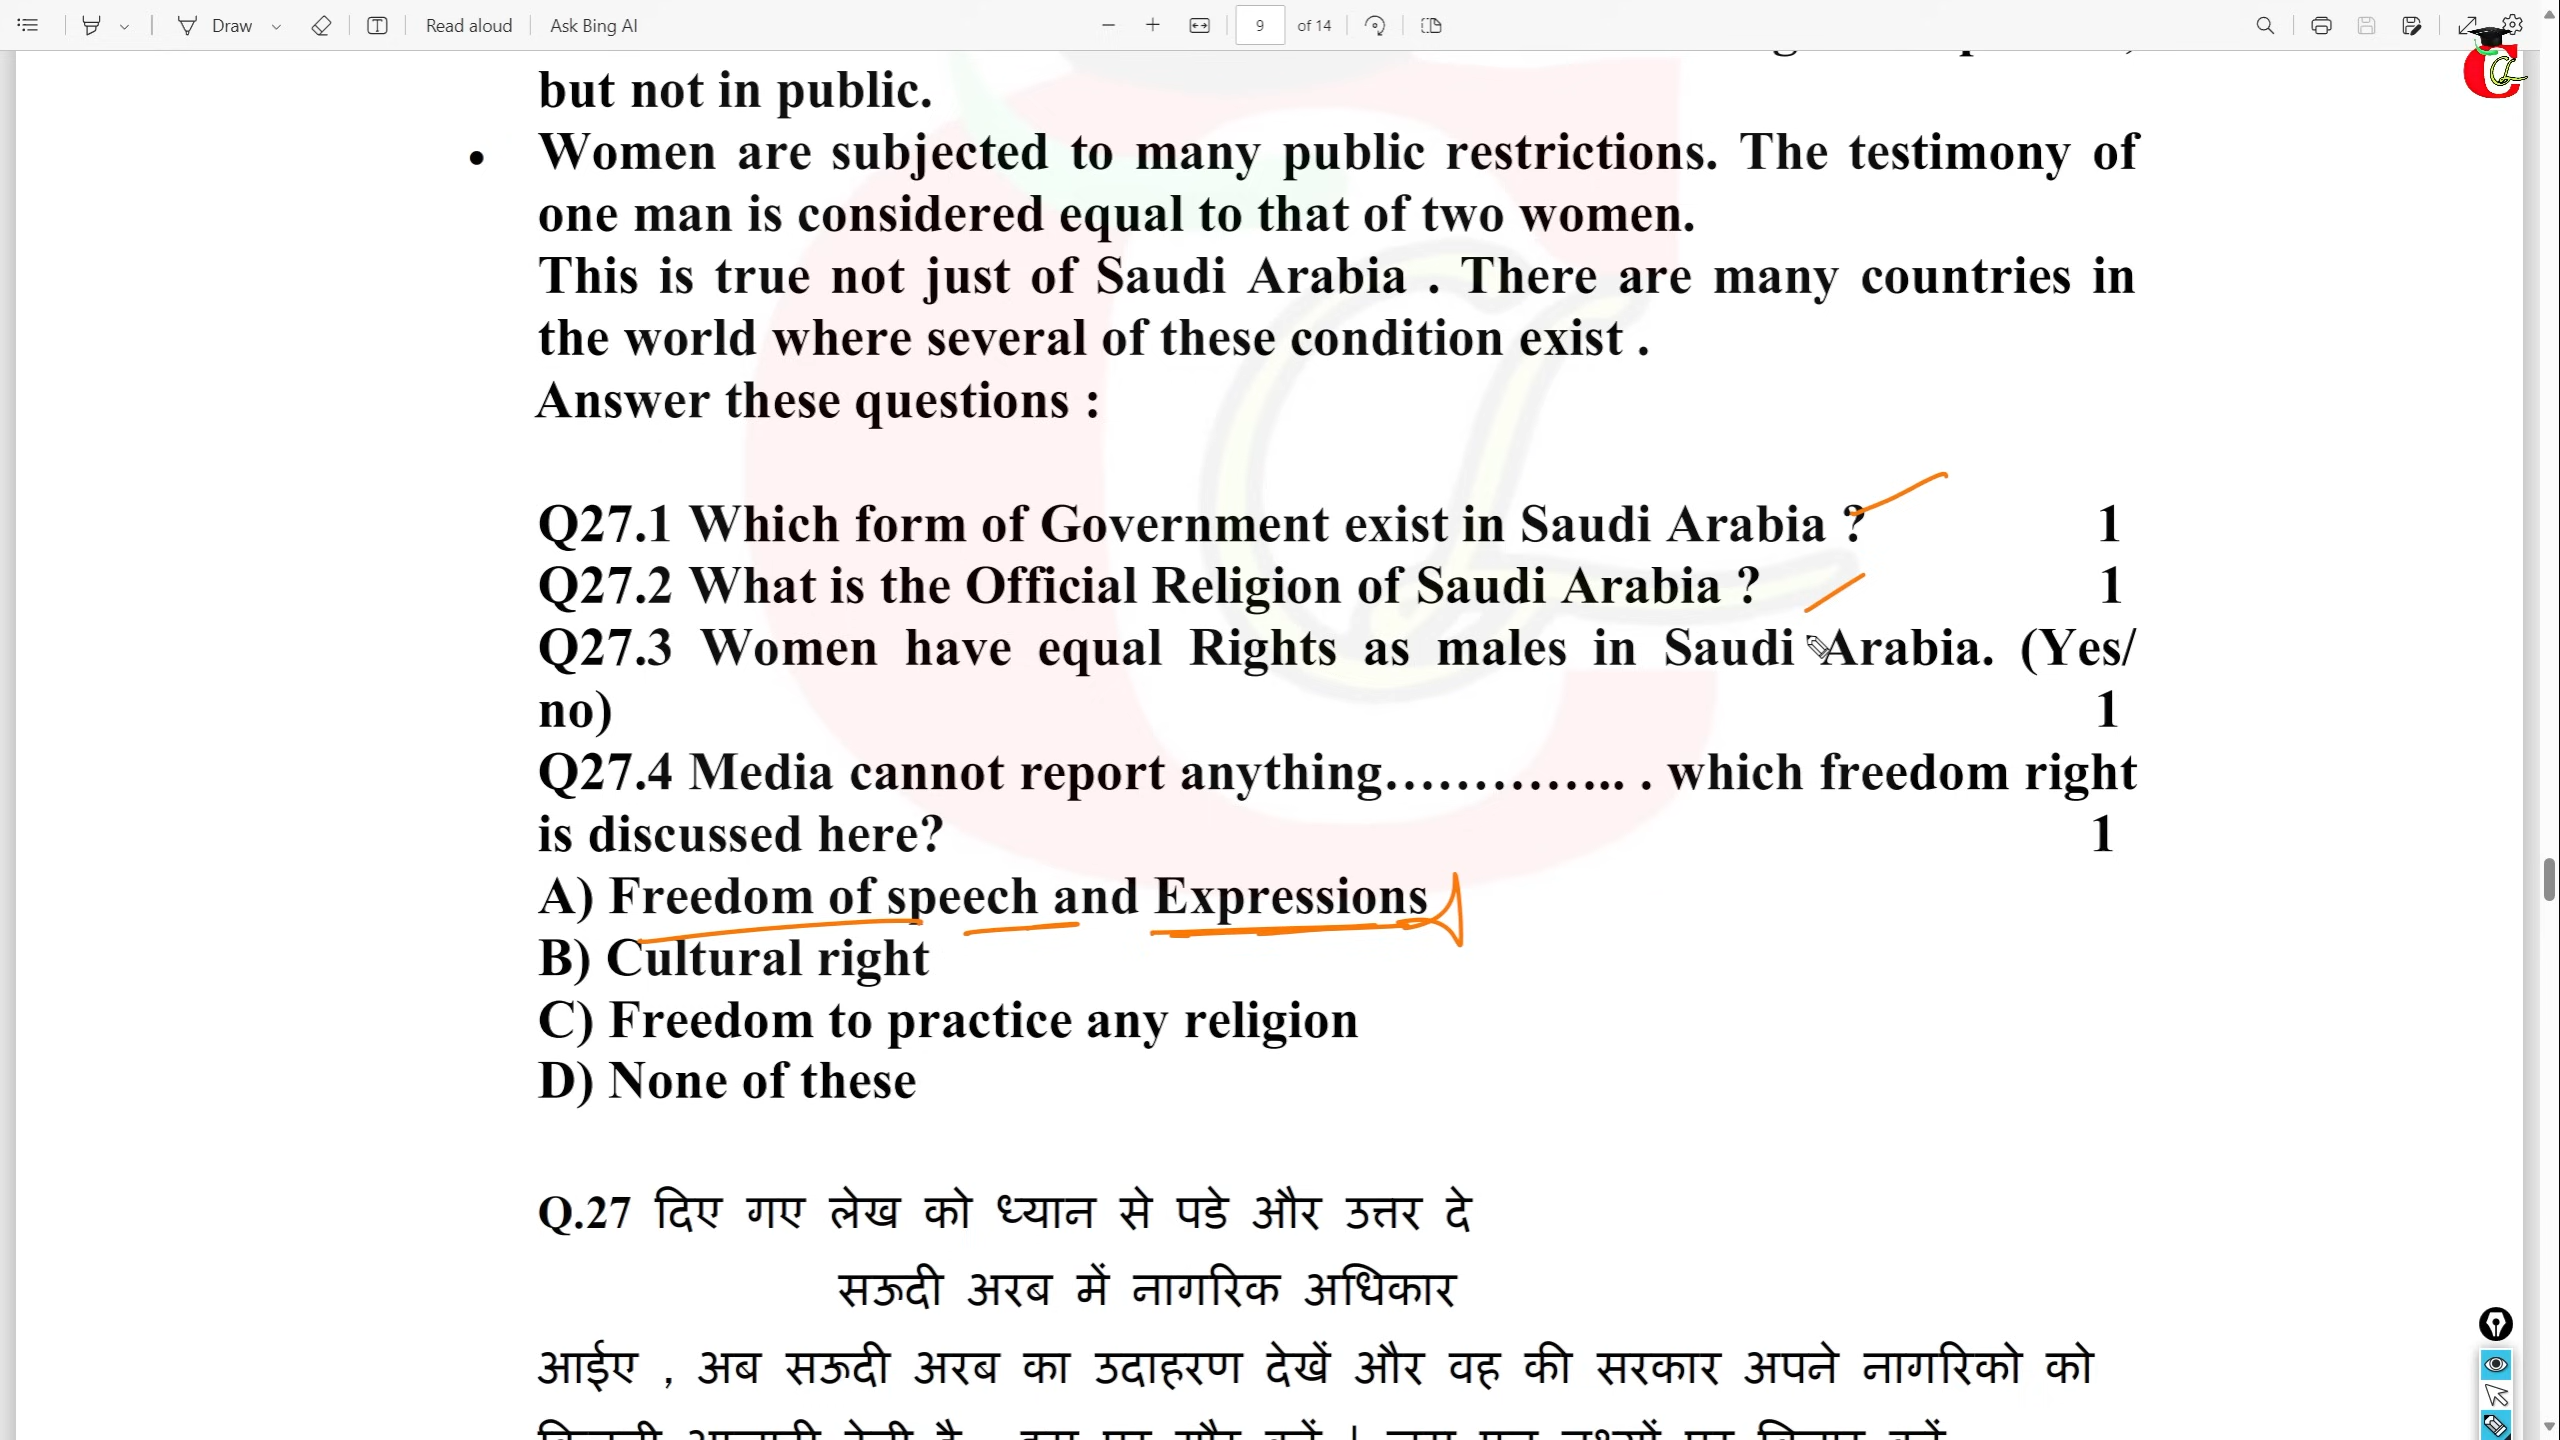 Draw
Read aloud
Ask Bing AI
9
of 14
but not in public.
• Women are subjected to many public restrictions. The testimony of
one man is considered equal to that of two women.
This is true not just of Saudi Arabia . There are many countries in
the world where several of these condition exist .
Answer these questions :
Q27.1 Which form of Government exist in Saudi Arabia ? 1
Q27.2 What is the Official Religion of Saudi Arabia ? 1
Q27.3 Women have equal Rights as males in Saudi Arabia. (Yes/
no) 1
Q27.4 Media cannot report anything………….. . which freedom right
is discussed here? 1
A) Freedom of speech and Expressions
B) Cultural right
C) Freedom to practice any religion
D) None of these
Q.27 दिए गए लेख को ध्यान से पडे और उत्तर दे
सऊदी अरब में नागरिक अधिकार
आईए , अब सऊदी अरब का उदाहरण देखें और वह की सरकार अपने नागरिको को